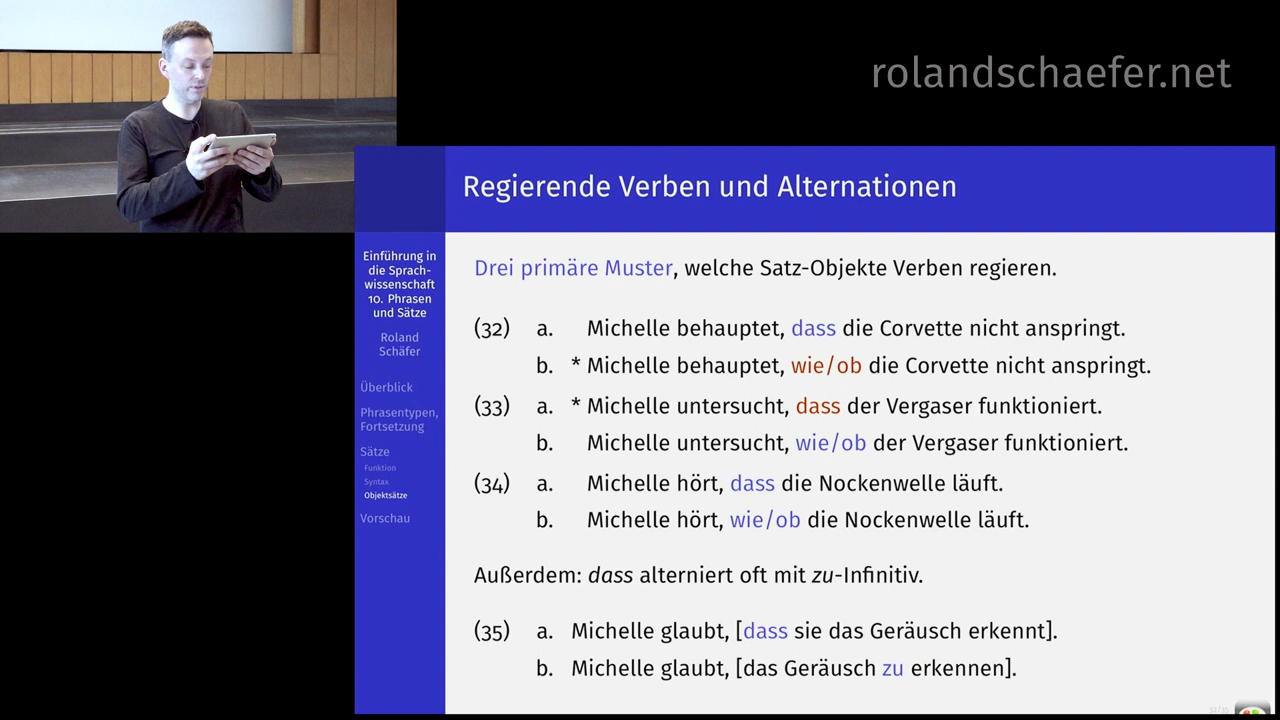 rolandschaefer.net
Regierende Verben und Alternationen
Einführung in
die Sprach-
wissenschaft
10. Phrasen
und Sätze
Roland
Schäfer
Überblick
Phrasentypen,
Fortsetzung
Sätze
Funktion
Syntax
Objektsätze
Vorschau
Drei primäre Muster, welche Satz-Objekte Verben regieren.
(32) a. Michelle behauptet, dass die Corvette nicht anspringt.
b. * Michelle behauptet, wie/ob die Corvette nicht anspringt.
(33) a. * Michelle untersucht, dass der Vergaser funktioniert.
b. Michelle untersucht, wie/ob der Vergaser funktioniert.
(34) a. Michelle hört, dass die Nockenwelle läuft.
b. Michelle hört, wie/ob die Nockenwelle läuft.
Außerdem: dass alterniert oft mit zu-Infinitiv.
(35) a. Michelle glaubt, [dass sie das Geräusch erkennt].
b. Michelle glaubt, [das Geräusch zu erkennen].